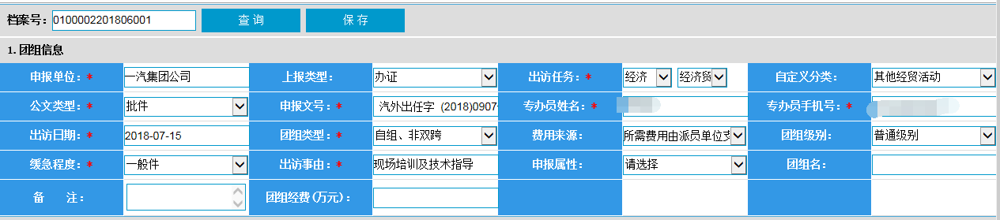 档案号： 0100002201806001 查 询 保 存
1. 团组信息
申报单位：* 一汽集团公司 上报类型： 办证 出访任务：* 经济 经济贸 自定义分类： 其他经贸活动
公文类型：* 批件 申报文号：* 汽外出任字 (2018)0907 专办员姓名：* 专办员手机号：*
出访日期：* 2018-07-15 团组类型：* 自组、非双跨 费用来源： 所需费用由派员单位支 团组级别： 普通级别
缓急程度：* 一般件 出访事由：* 现场培训及技术指导 申报属性： 请选择 团组名：
备 注： 团组经费(万元)：